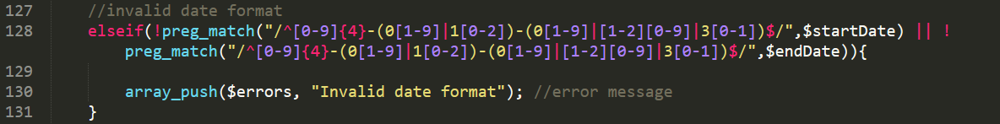 127 //invalid date format
128 elseif(!preg_match("/^[0-9]{4}-(0[1-9]|1[0-2])-(0[1-9]|[1-2][0-9]|3[0-1])$/",$startDate) || !
preg_match("/^[0-9]{4}-(0[1-9]|1[0-2])-(0[1-9]|[1-2][0-9]|3[0-1])$/",$endDate)){
129
130 array_push($errors, "Invalid date format"); //error message
131 }